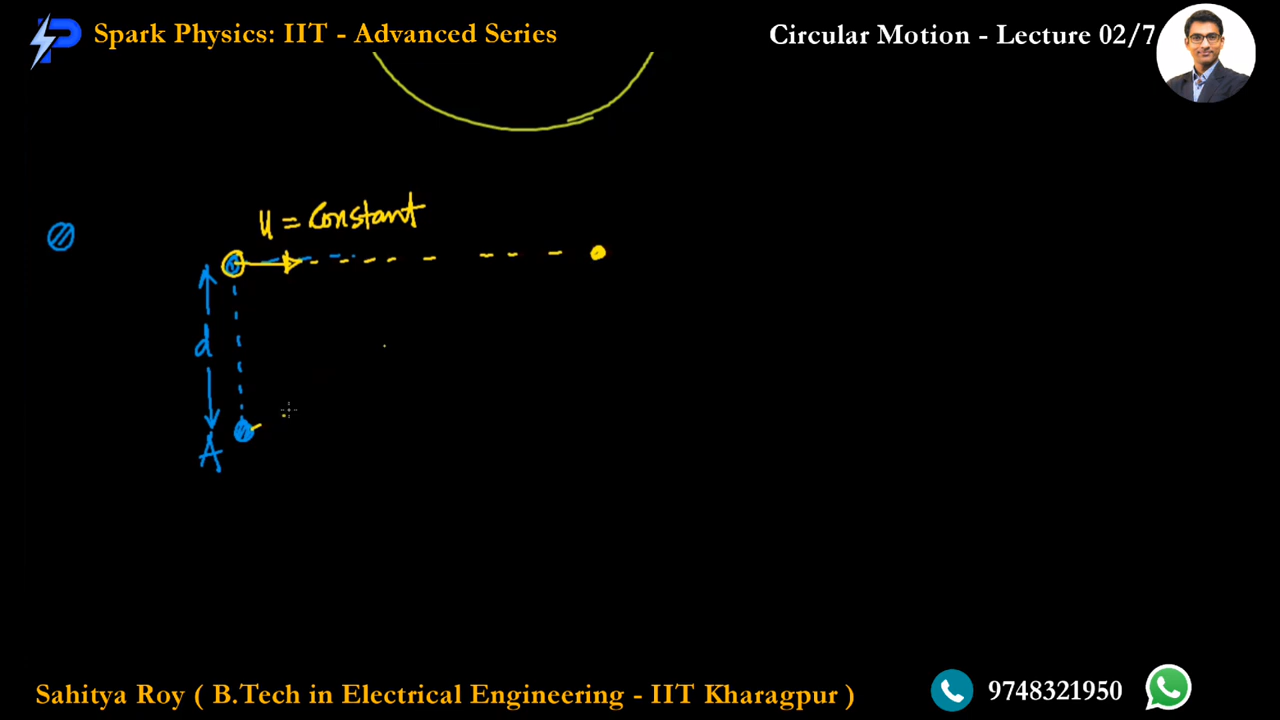 Spark Physics: IIT - Advanced Series
Circular Motion - Lecture 02/7
u = Constant
d
A
Sahitya Roy ( B.Tech in Electrical Engineering - IIT Kharagpur )
9748321950